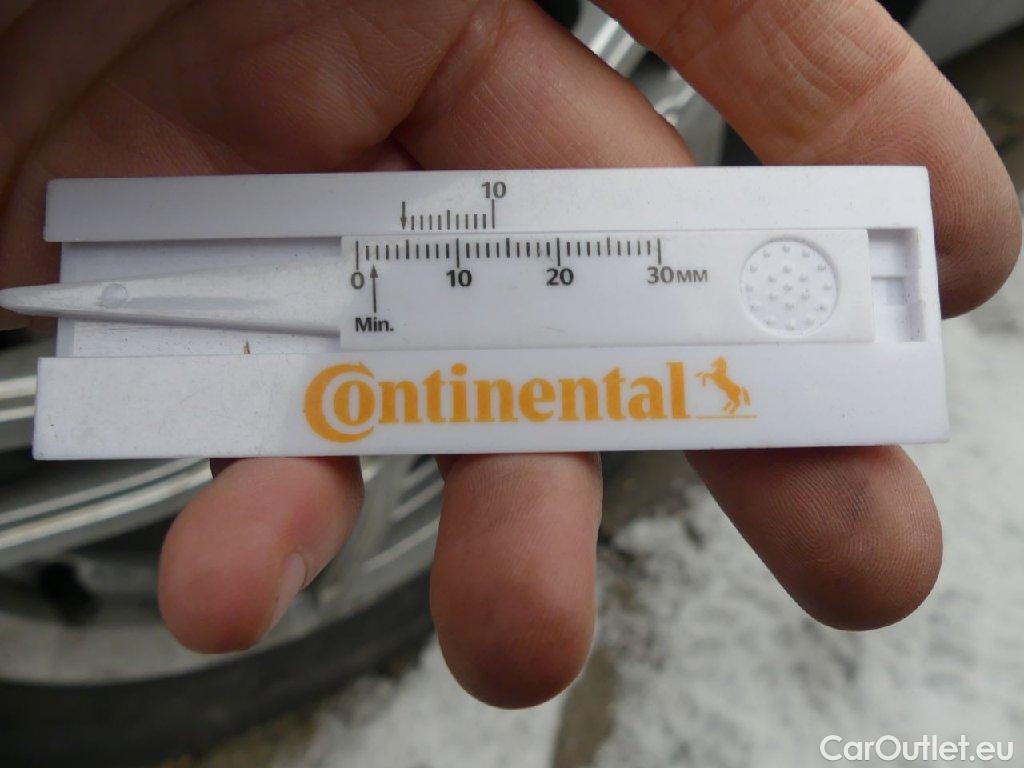 10
0 10 20 30MM
Min.
Continental
CarOutlet.eu